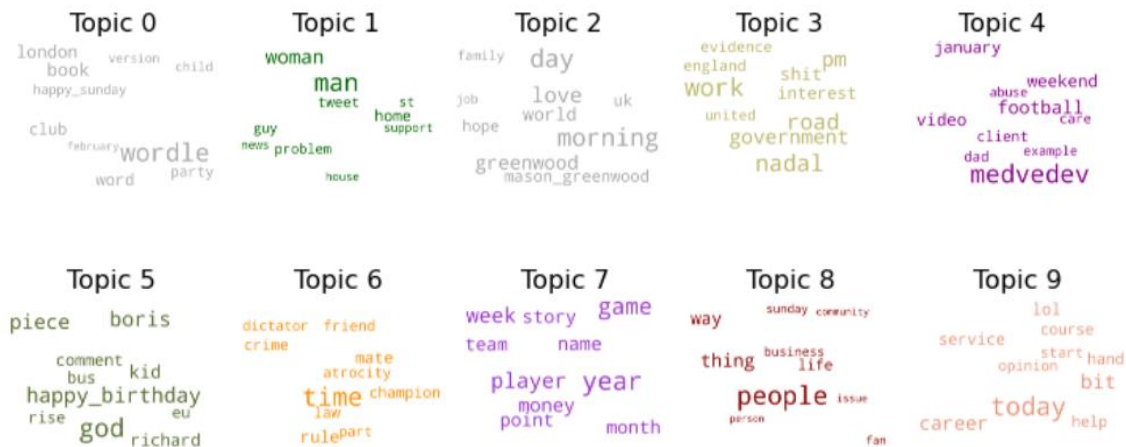 Topic 0
london
version
book
child
happy_sunday
club
february
wordle
word
party
Topic 1
woman
man
tweet
st
home
support
guy
news
problem
house
Topic 2
family
day
job
love
uk
world
hope
morning
greenwood
mason_greenwood
Topic 3
evidence
england
pm
shit
work
interest
united
road
government
nadal
Topic 4
january
weekend
abuse
football
video
care
client
dad
example
medvedev
Topic 5
piece
boris
comment
bus
kid
happy_birthday
rise
eu
god
richard
Topic 6
dictator
friend
crime
mate
atrocity
time
champion
law
rule
part
Topic 7
week
story
game
team
name
player
year
money
point
month
Topic 8
way
sunday
community
thing
business
life
people
issue
person
fan
Topic 9
lol
course
service
start
hand
opinion
bit
today
career
help